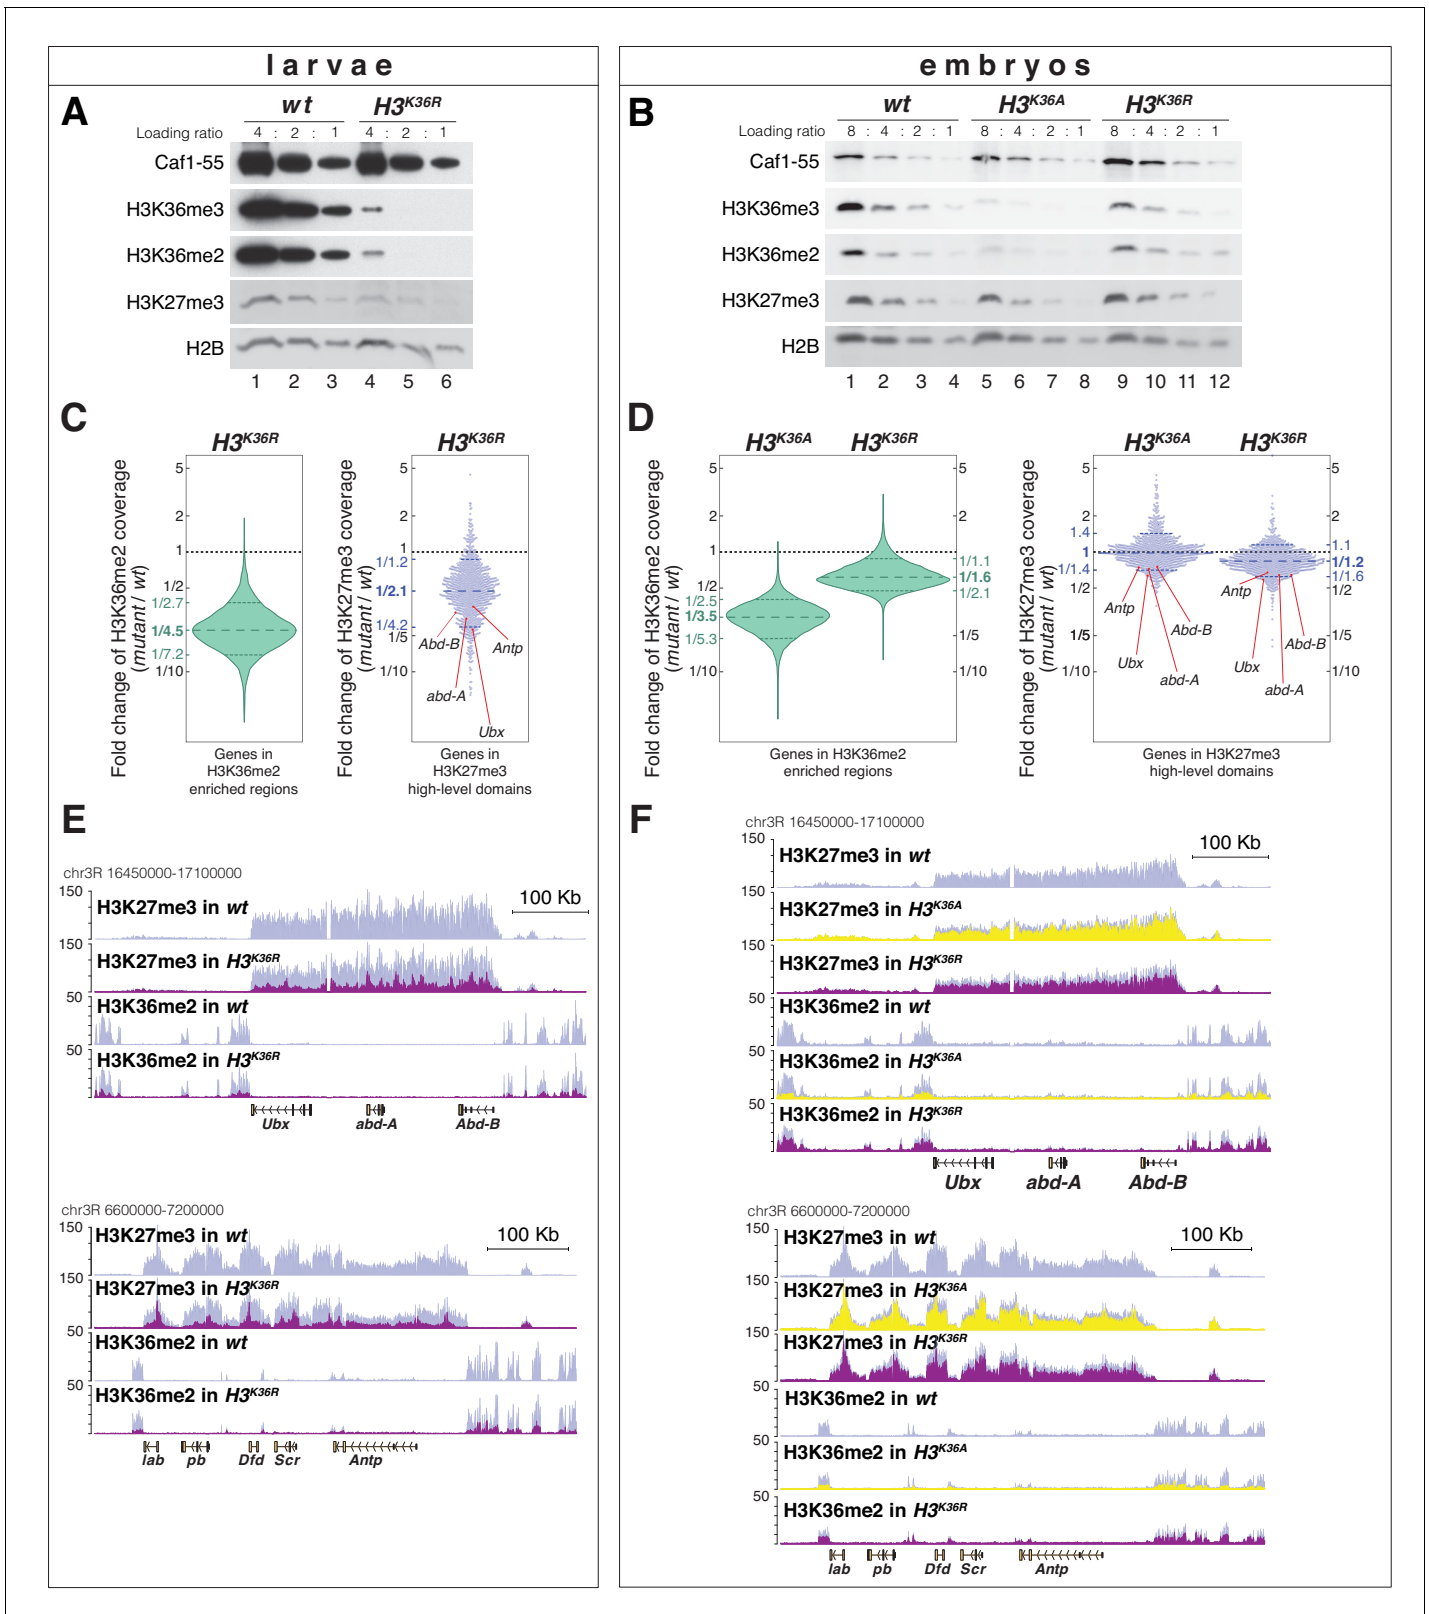 larvae
A
wt H3K36R
Loading ratio 4 : 2 : 1 4 : 2 : 1
Caf1-55
H3K36me3
H3K36me2
H3K27me3
H2B
1 2 3 4 5 6
embryos
B
wt H3K36A H3K36R
Loading ratio 8 : 4 : 2 : 1 8 : 4 : 2 : 1 8 : 4 : 2 : 1
Caf1-55
H3K36me3
H3K36me2
H3K27me3
H2B
1 2 3 4 5 6 7 8 9 10 11 12
C
H3K36R
Fold change of H3K36me2 coverage
(mutant / wt)
5
2
1
1/2
1/2.7
1/4.5
1/7.2
1/10
Genes in
H3K36me2
enriched regions
H3K36R
Fold change of H3K27me3 coverage
(mutant / wt)
5
2
1
1/1.2
1/2
1/2.1
1/4.2
1/5
1/10
Abd-B
Antp
abd-A
Ubx
Genes in
H3K27me3
high-level domains
D
H3K36A H3K36R
Fold change of H3K36me2 coverage
(mutant / wt)
5 5
2 2
1
1/1.1
1/1.6
1/2
1/2.1
1/2.5
1/3.5
1/5
1/5.3
1/10 1/10
Genes in H3K36me2
enriched regions
H3K36A H3K36R
Fold change of H3K27me3 coverage
(mutant / wt)
5 5
2 2
1.4 1.1
1 1/1.2
1/1.4 1/1.6
1/2 1/2
Antp Antp
Abd-B Abd-B
1/5 1/5
Ubx Ubx
abd-A abd-A
1/10 1/10
Genes in H3K27me3
high-level domains
E
chr3R 16450000-17100000
100 Kb
150 H3K27me3 in wt
150 H3K27me3 in H3K36R
50 H3K36me2 in wt
50 H3K36me2 in H3K36R
Ubx abd-A Abd-B
chr3R 6600000-7200000
100 Kb
150 H3K27me3 in wt
150 H3K27me3 in H3K36R
50 H3K36me2 in wt
50 H3K36me2 in H3K36R
lab pb Dfd Scr Antp
F
chr3R 16450000-17100000
100 Kb
150 H3K27me3 in wt
150 H3K27me3 in H3K36A
150 H3K27me3 in H3K36R
50 H3K36me2 in wt
50 H3K36me2 in H3K36A
50 H3K36me2 in H3K36R
Ubx abd-A Abd-B
chr3R 6600000-7200000
100 Kb
150 H3K27me3 in wt
150 H3K27me3 in H3K36A
150 H3K27me3 in H3K36R
50 H3K36me2 in wt
50 H3K36me2 in H3K36A
50 H3K36me2 in H3K36R
lab pb Dfd Scr Antp